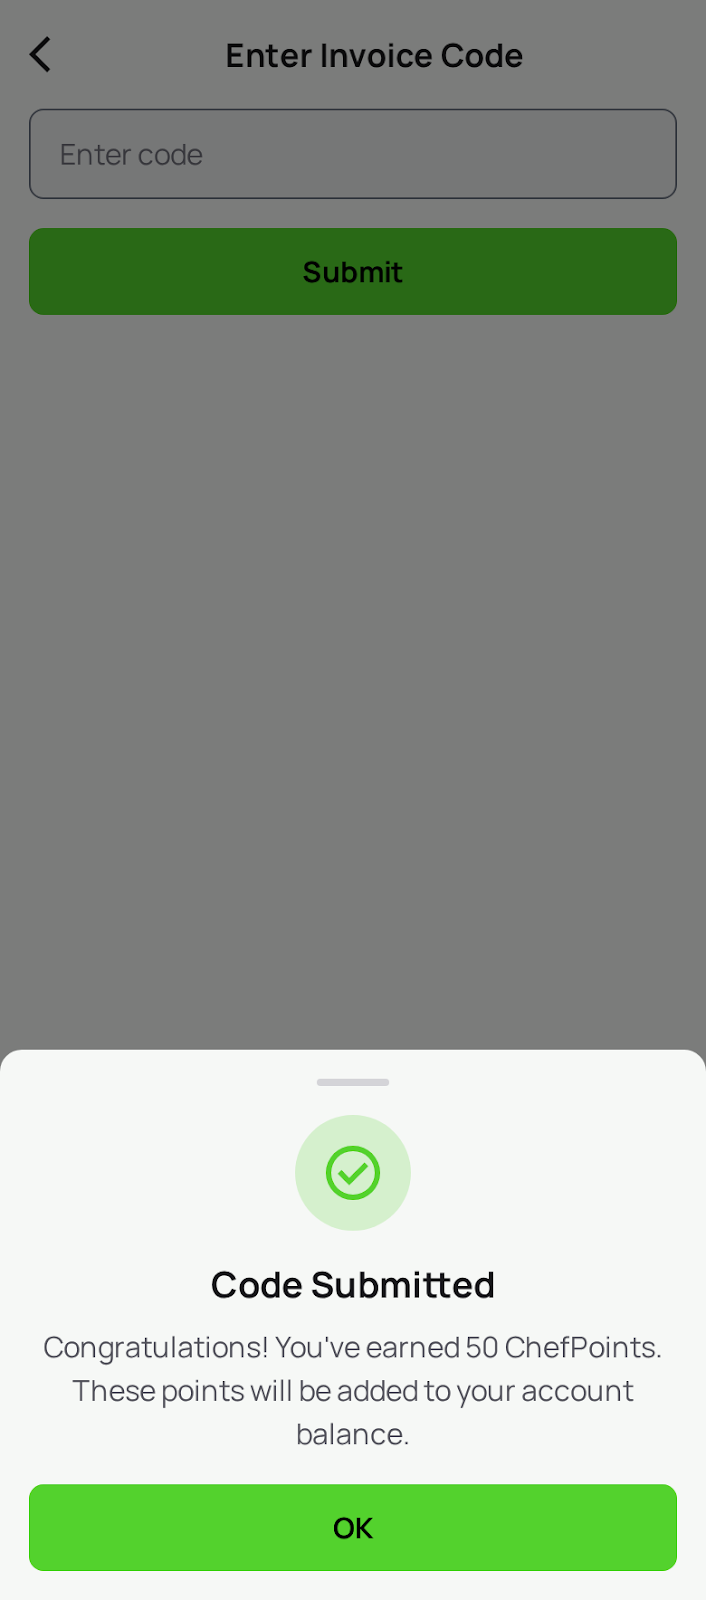 Enter Invoice Code
Enter code
Submit
Code Submitted
Congratulations! You've earned 50 ChefPoints.
These points will be added to your account
balance.
OK